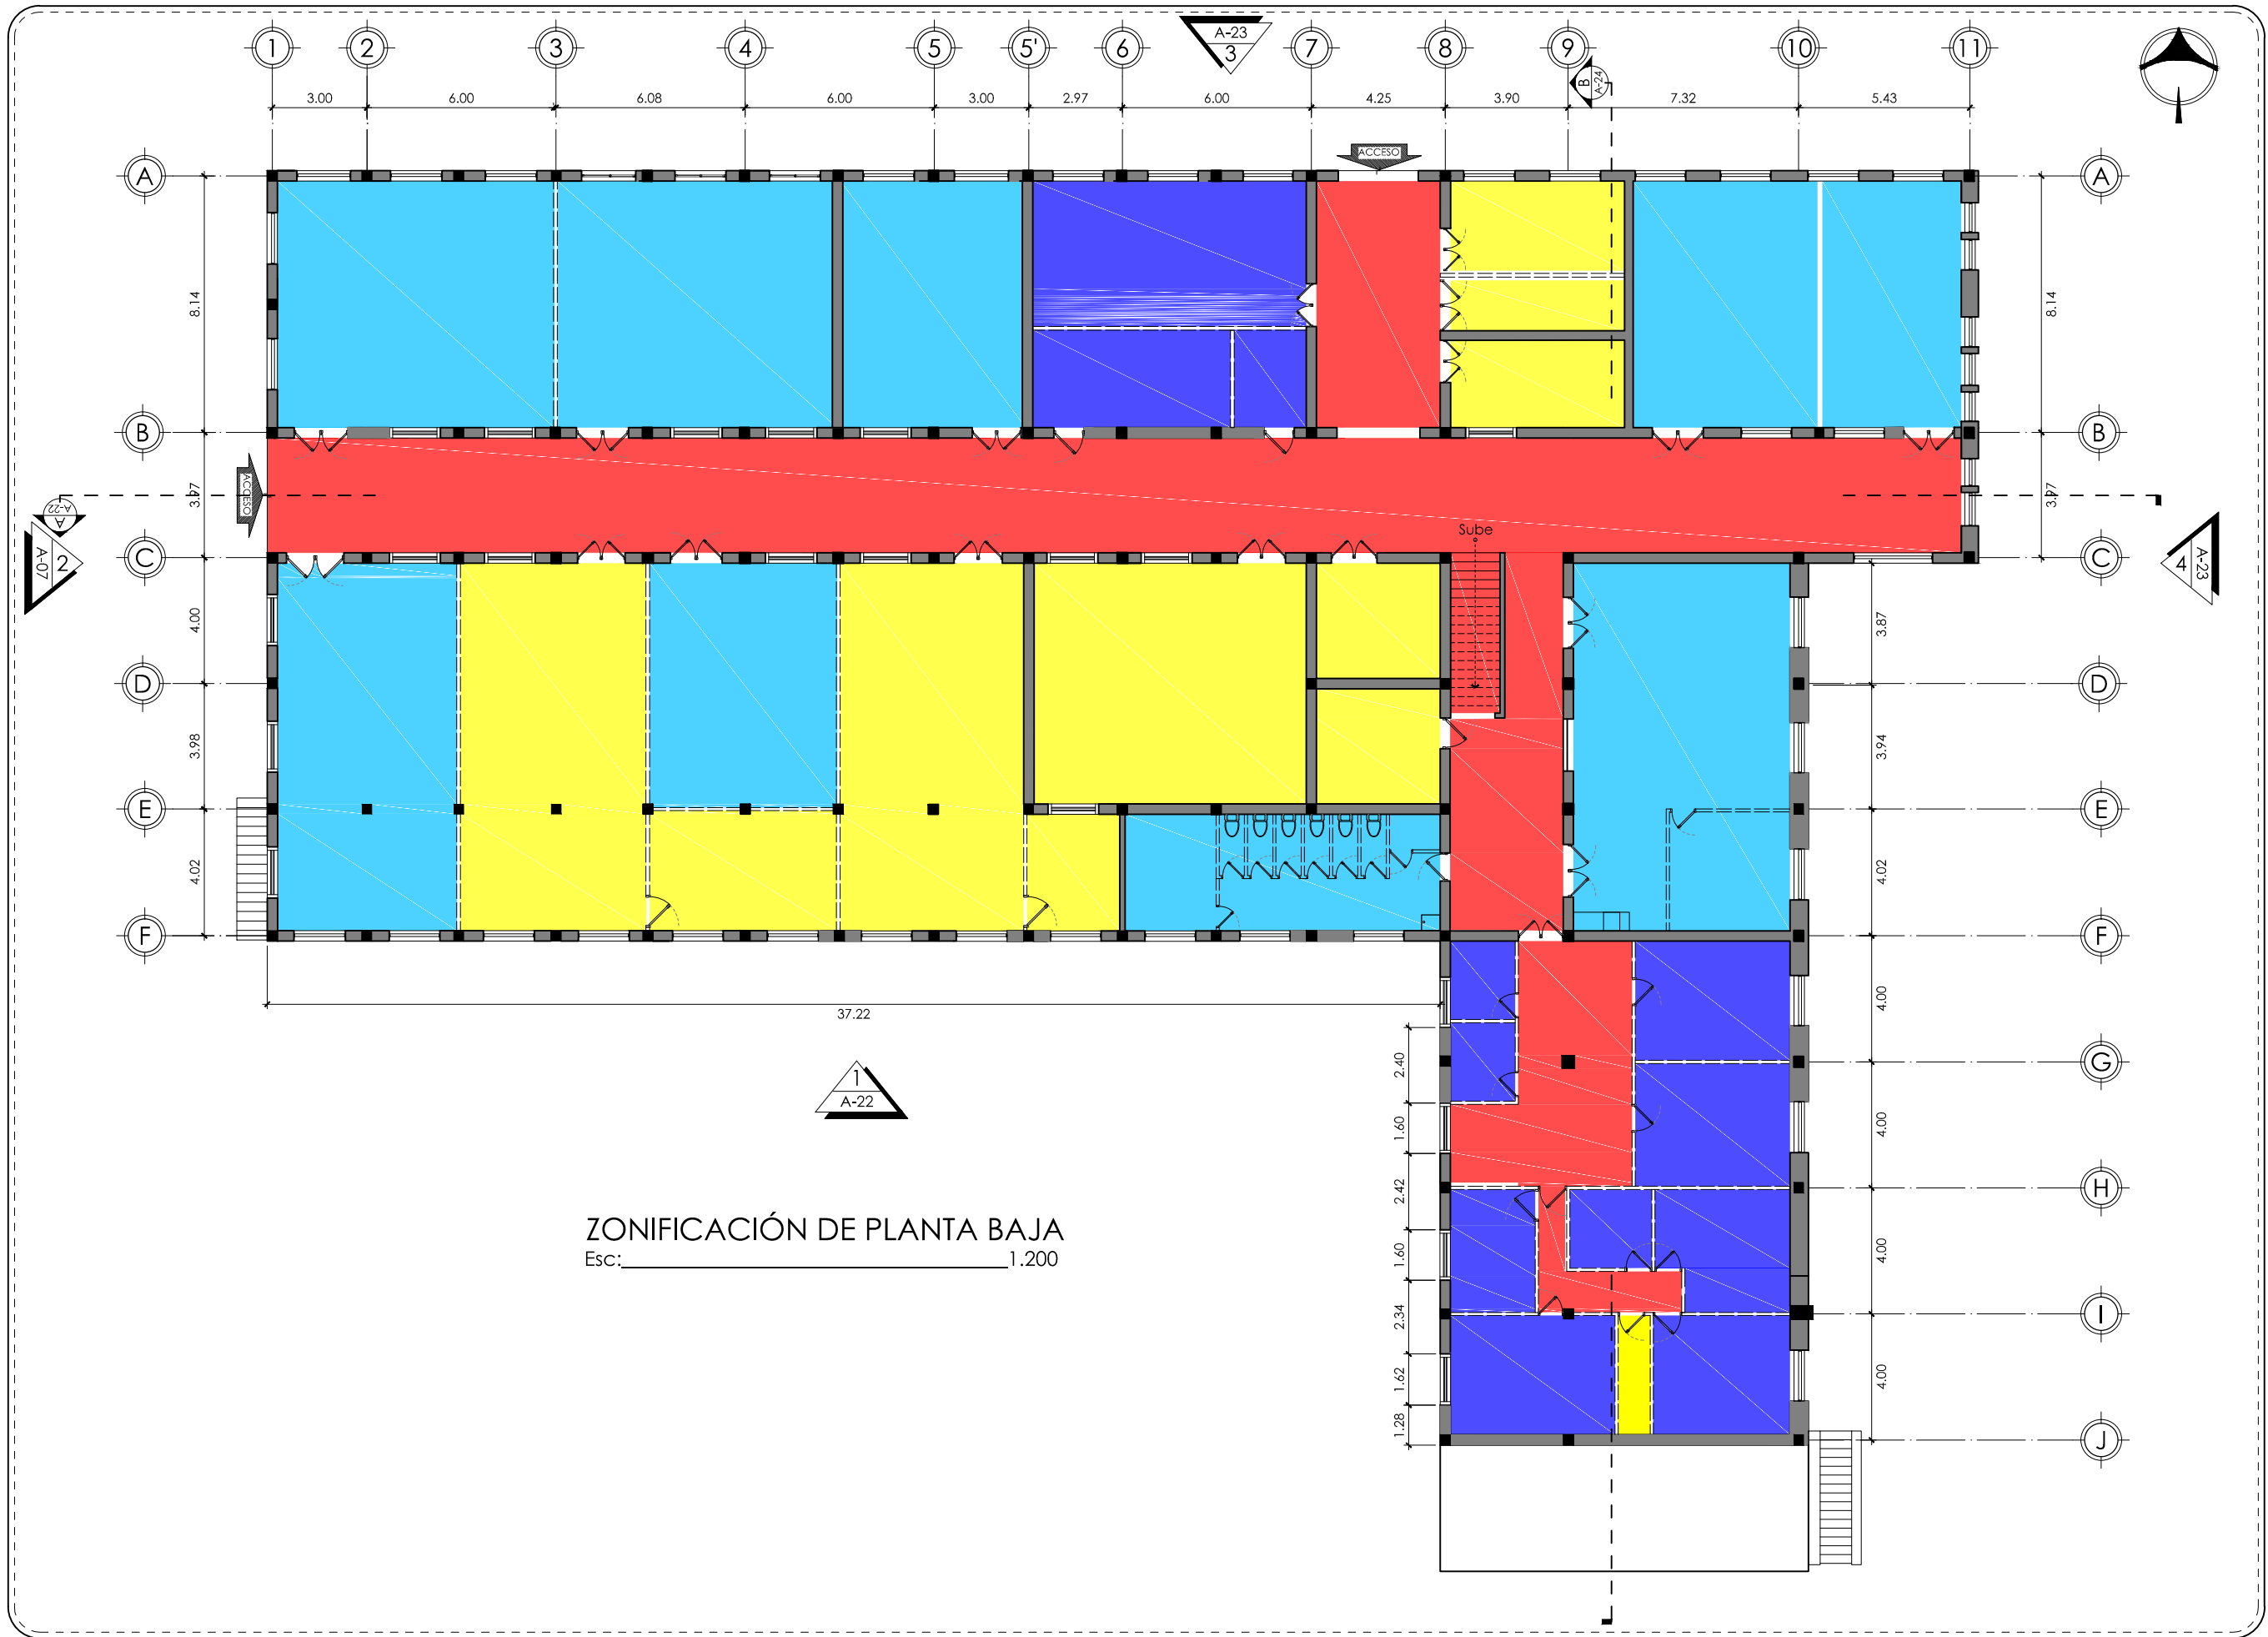 1 2 3 4 5 5' 6 7 8 9 10 11
A-23
3
B
A-24
3.00 6.00 6.08 6.00 3.00 2.97 6.00 4.25 3.90 7.32 5.43
ACCESO
A A
8.14 8.14
B B
ACCESO
3.97 3.97
A
A-22
A-07
2
A-23
4
Sube
C C
4.00 3.87
D D
3.98 3.94
E E
4.02 4.02
F F
37.22
4.00
2.40
G
1
A-22
1.60
4.00
2.42
H
ZONIFICACIÓN DE PLANTA BAJA
Esc: 1.200
1.60
4.00
2.34
I
1.62
4.00
1.28
J